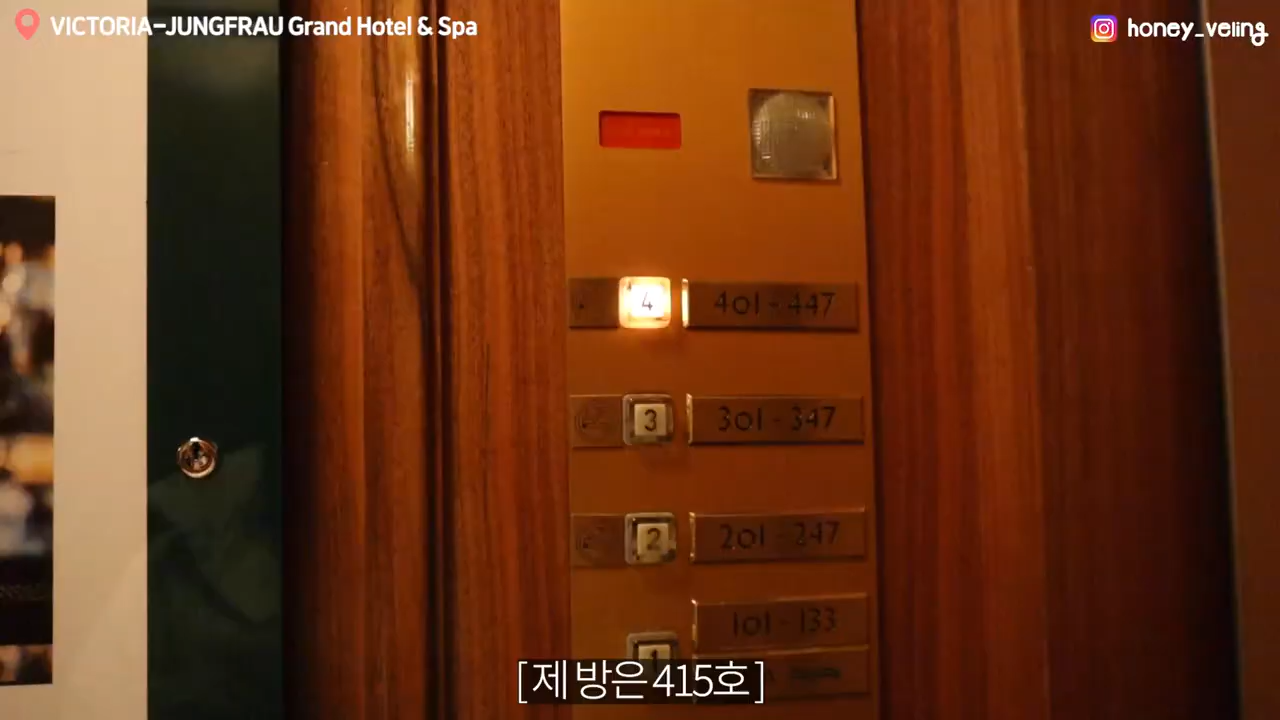 VICTORIA-JUNGFRAU Grand Hotel & Spa
honey_veling
4 401 - 447
3 301 - 347
2 201 - 247
101 - 133
1
[제 방은 415호]